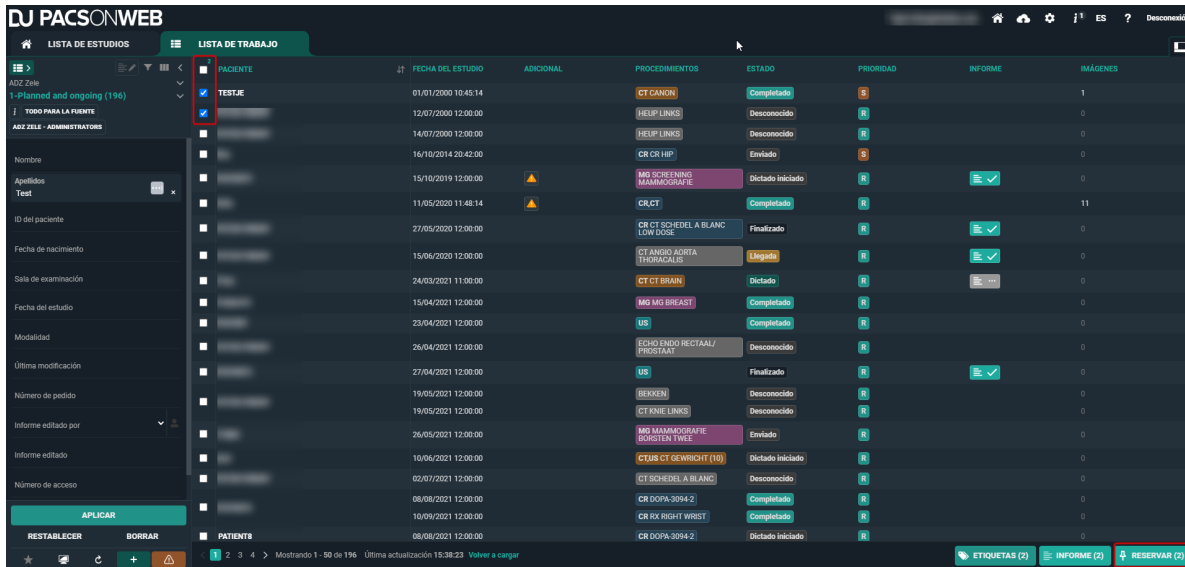 DJ PACSONWEB
i 1 ES ? Desconexió
LISTA DE ESTUDIOS LISTA DE TRABAJO
ADZ Zele
1-Planned and ongoing (196)
i TODO PARA LA FUENTE
ADZ ZELE - ADMINISTRATORS
Nombre
Apellidos
Test
ID del paciente
Fecha de nacimiento
Sala de examinación
Fecha del estudio
Modalidad
Última modificación
Número de pedido
Informe editado por
Informe editado
Número de acceso
APLICAR
RESTABLECER BORRAR
2 PACIENTE FECHA DEL ESTUDIO ADICIONAL PROCEDIMIENTOS ESTADO PRIORIDAD INFORME IMÁGENES
TESTJE 01/01/2000 10:45:14 CT CANON Completado S 1
12/07/2000 12:00:00 HEUP LINKS Desconocido R 0
14/07/2000 12:00:00 HEUP LINKS Desconocido R 0
16/10/2014 20:42:00 CR CR HIP Enviado S 0
15/10/2019 12:00:00 MG SCREENING MAMMOGRAFIE Dictado iniciado R 0
11/05/2020 11:48:14 CR,CT Completado R 11
27/05/2020 12:00:00 CR CT SCHEDEL A BLANC LOW DOSE Finalizado R 0
15/06/2020 12:00:00 CT ANGIO AORTA THORACALIS Llegada R 0
24/03/2021 11:00:00 CT CT BRAIN Dictado R 0
15/04/2021 12:00:00 MG MG BREAST Completado R 0
23/04/2021 12:00:00 US Completado R 0
26/04/2021 12:00:00 ECHO ENDO RECTAAL/ PROSTAAT Desconocido R 0
27/04/2021 12:00:00 US Finalizado R 0
19/05/2021 12:00:00 BEKKEN Desconocido R 0
19/05/2021 12:00:00 CT KNIE LINKS Desconocido R 0
26/05/2021 12:00:00 MG MAMMOGRAFIE BORSTEN TWEE Enviado R 0
10/06/2021 12:00:00 CT,US CT GEWRICHT (10) Dictado iniciado R 0
02/07/2021 12:00:00 CT SCHEDEL A BLANC Desconocido R 0
08/08/2021 12:00:00 CR DOPA-3094-2 Completado R 0
10/09/2021 12:00:00 CR RX RIGHT WRIST Completado R 0
PATIENT8 08/08/2021 12:00:00 CR DOPA-3094-2 Dictado iniciado R 0
< 1 2 3 4 > Mostrando 1 - 50 de 196 Última actualización 15:38:23 Volver a cargar
ETIQUETAS (2) INFORME (2) RESERVAR (2)